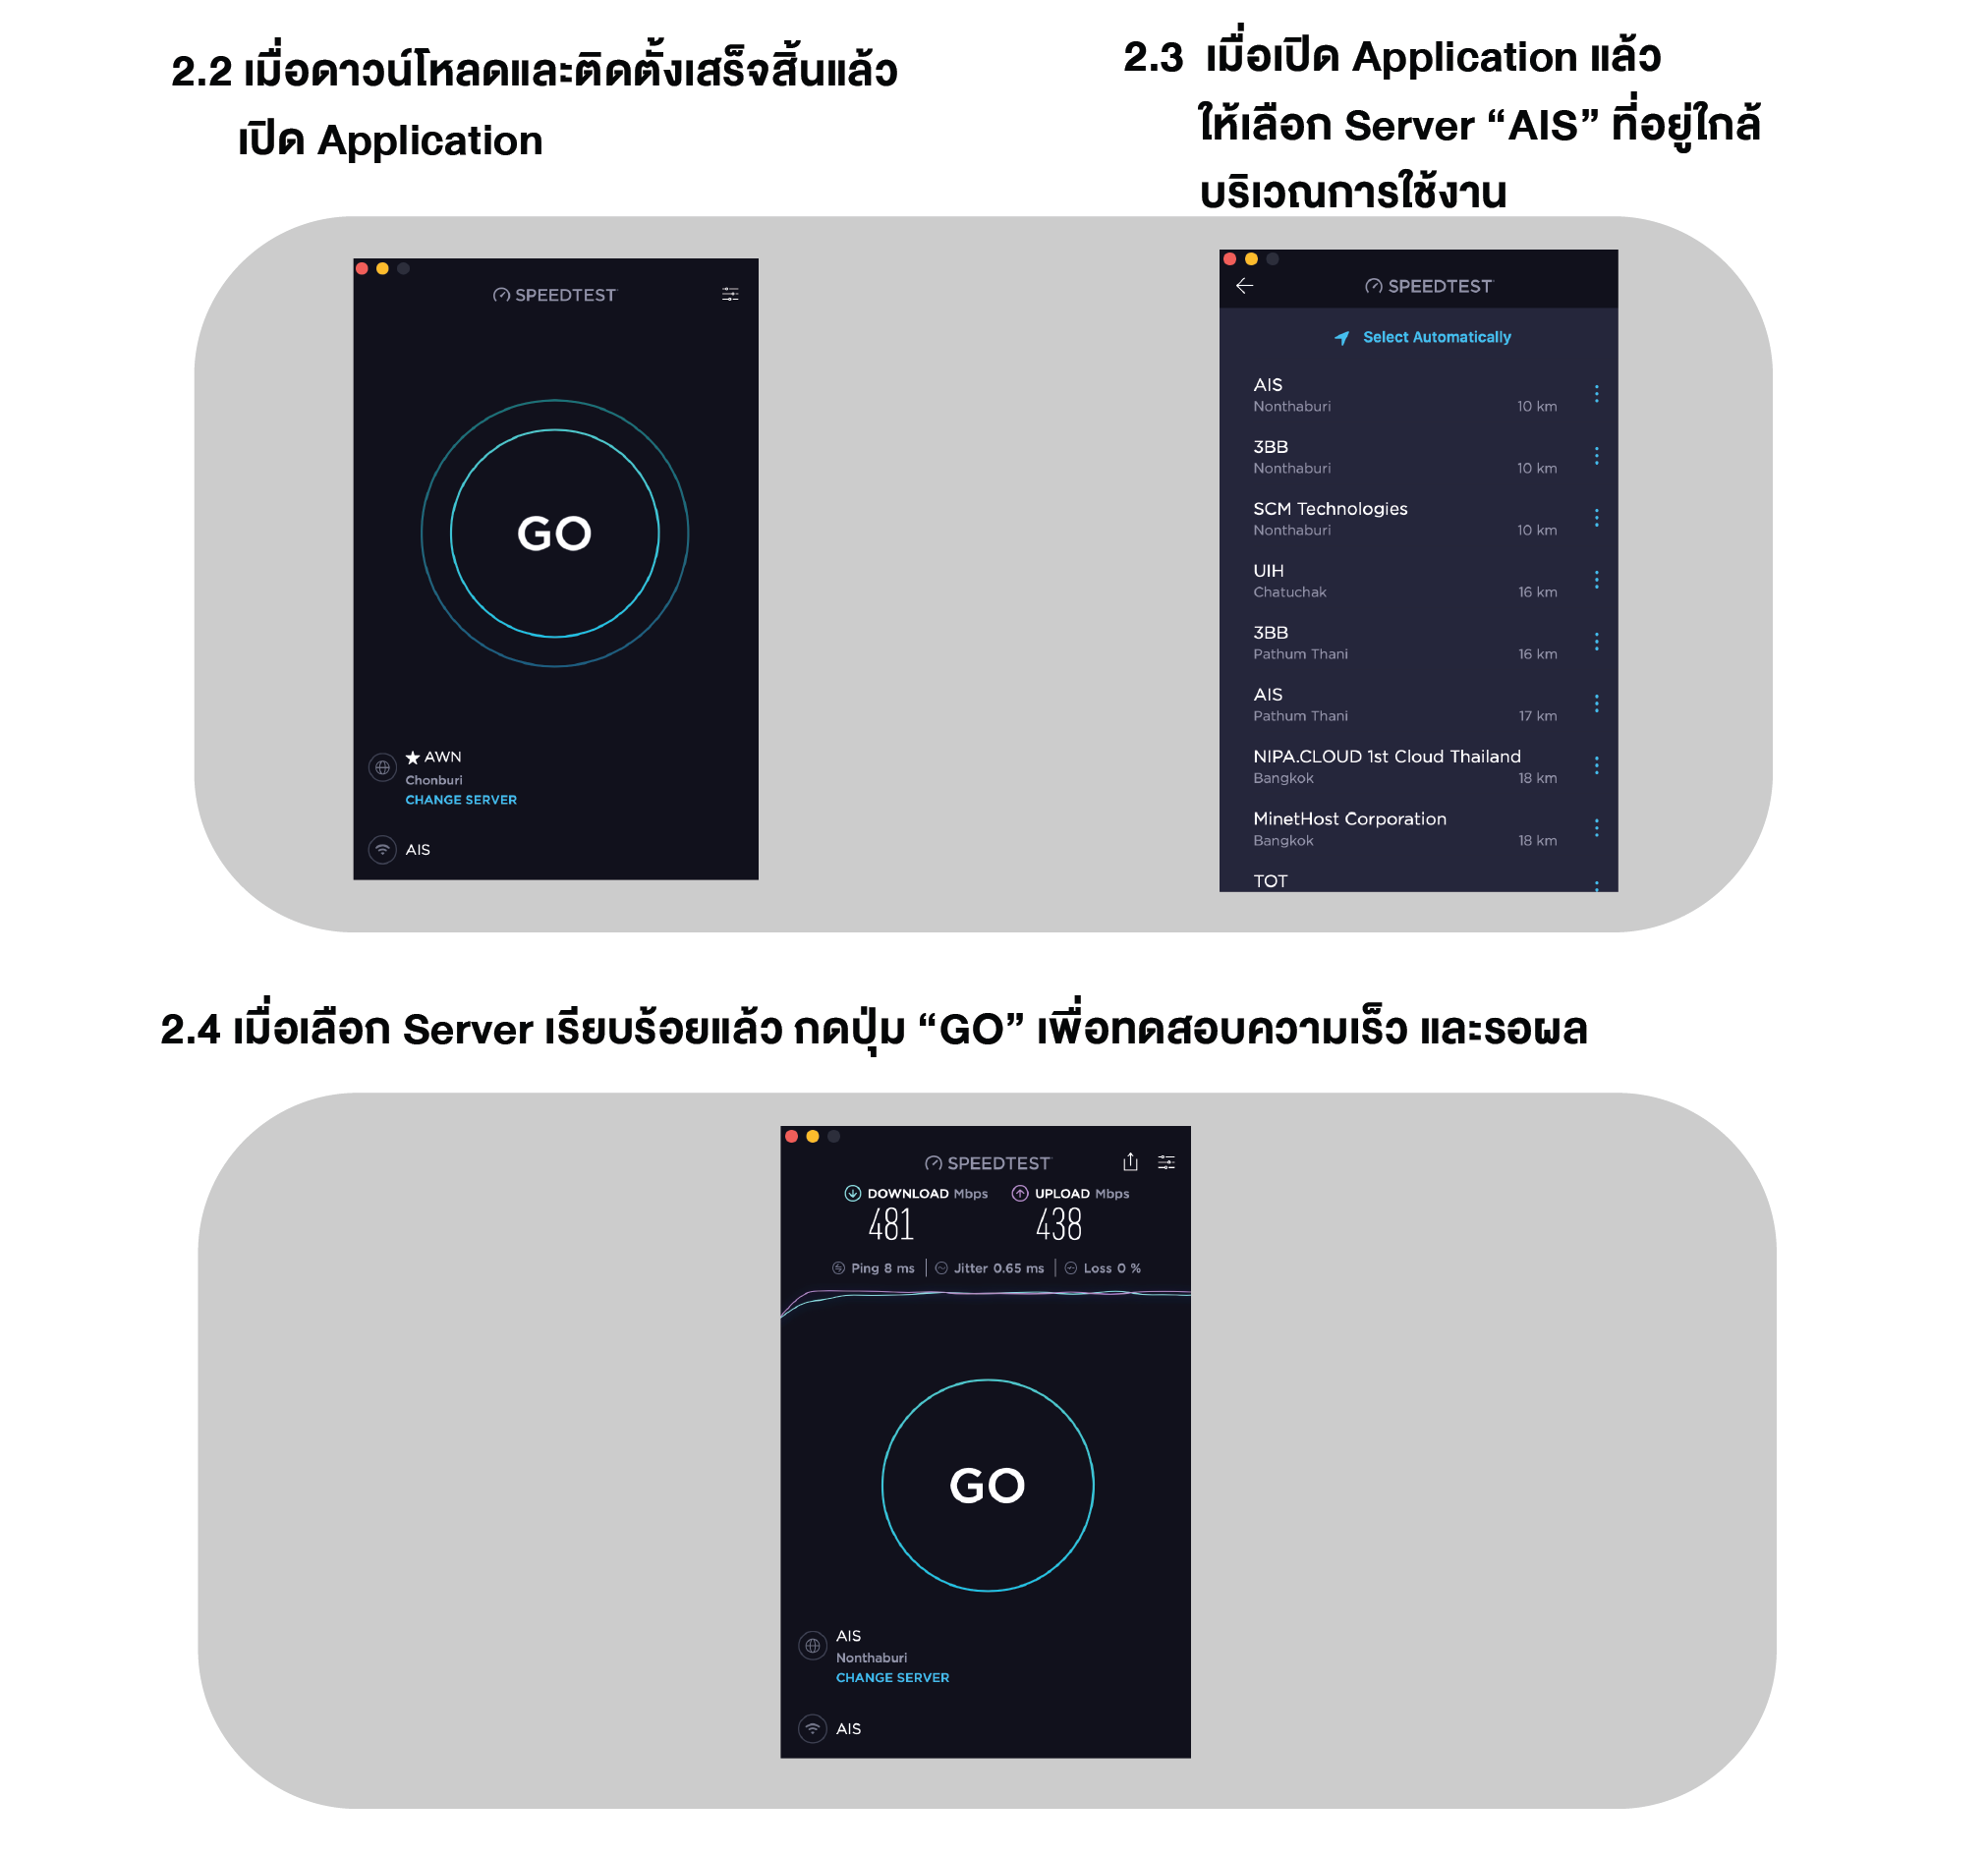 2.2 เมื่อดาวน์โหลดและติดตั้งเสร็จสิ้นแล้ว
เปิด Application
2.3 เมื่อเปิด Application แล้ว
ให้เลือก Server “AIS” ที่อยู่ใกล้
บริเวณการใช้งาน
SPEEDTEST
GO
AWN
Chonburi
CHANGE SERVER
AIS
SPEEDTEST
Select Automatically
AIS
Nonthaburi 10 km
3BB
Nonthaburi 10 km
SCM Technologies
Nonthaburi 10 km
UIH
Chatuchak 16 km
3BB
Pathum Thani 16 km
AIS
Pathum Thani 17 km
NIPA.CLOUD 1st Cloud Thailand
Bangkok 18 km
MinetHost Corporation
Bangkok 18 km
TOT
2.4 เมื่อเลือก Server เรียบร้อยแล้ว กดปุ่ม “GO” เพื่อทดสอบความเร็ว และรอผล
SPEEDTEST
DOWNLOAD Mbps UPLOAD Mbps
481 438
Ping 8 ms Jitter 0.65 ms Loss 0 %
GO
AIS
Nonthaburi
CHANGE SERVER
AIS